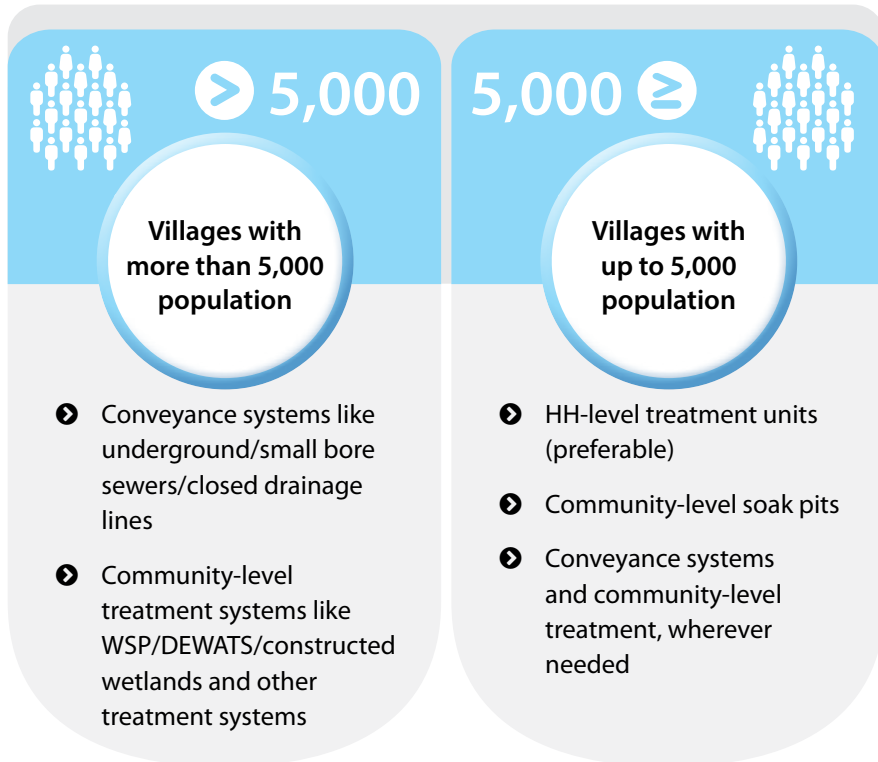 > 5,000
Villages with
more than 5,000
population
Conveyance systems like
underground/small bore
sewers/closed drainage
lines
Community-level
treatment systems like
WSP/DEWATS/constructed
wetlands and other
treatment systems
5,000 ≥
Villages with
up to 5,000
population
HH-level treatment units
(preferable)
Community-level soak pits
Conveyance systems
and community-level
treatment, wherever
needed